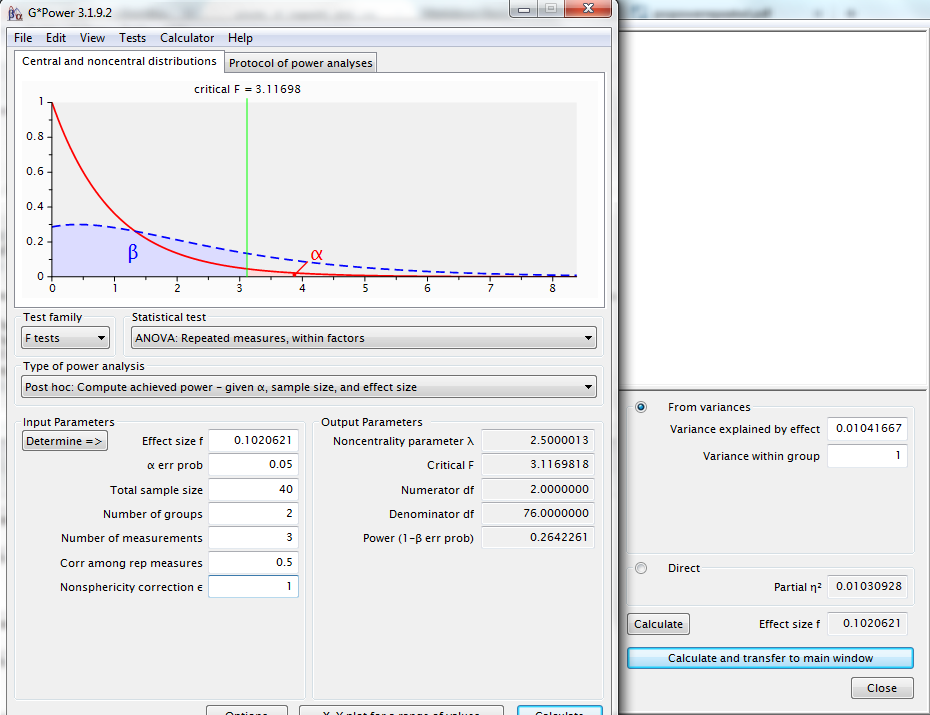 G*Power 3.1.9.2
File Edit View Tests Calculator Help
Central and noncentral distributions
Protocol of power analyses
critical F = 3.11698
1
0.8
0.6
0.4
0.2
0
β
α
0 1 2 3 4 5 6 7 8
Test family
Statistical test
F tests
ANOVA: Repeated measures, within factors
Type of power analysis
Post hoc: Compute achieved power – given α, sample size, and effect size
Input Parameters
Determine =>
Effect size f 0.1020621
α err prob 0.05
Total sample size 40
Number of groups 2
Number of measurements 3
Corr among rep measures 0.5
Nonsphericity correction ϵ 1
Output Parameters
Noncentrality parameter λ 2.5000013
Critical F 3.1169818
Numerator df 2.0000000
Denominator df 76.0000000
Power (1-β err prob) 0.2642261
Options
X-Y plot for a range of values
Calculate
From variances
Variance explained by effect 0.01041667
Variance within group 1
Direct
Partial η² 0.01030928
Calculate
Effect size f 0.1020621
Calculate and transfer to main window
Close